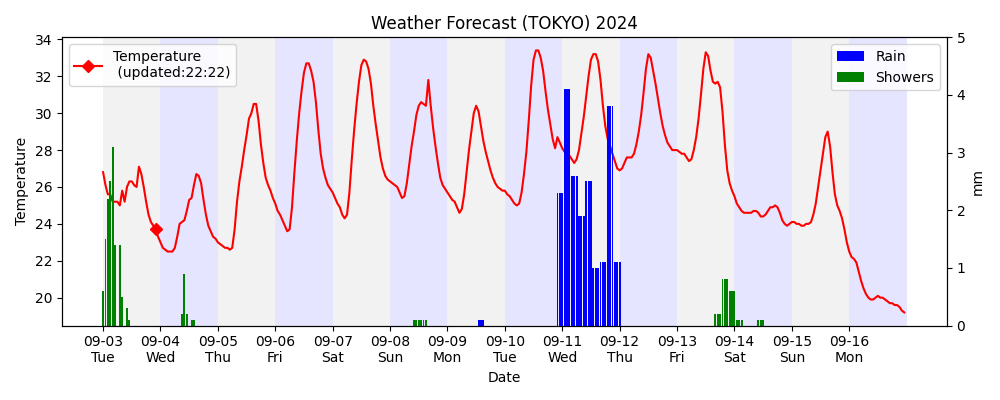 Weather Forecast (TOKYO) 2024
Temperature
(updated:22:22)
Rain
Showers
Temperature
34
32
30
28
26
24
22
20
5
4
3
2
1
0
mm
09-03 09-04 09-05 09-06 09-07 09-08 09-09 09-10 09-11 09-12 09-13 09-14 09-15 09-16
Tue Wed Thu Fri Sat Sun Mon Tue Wed Thu Fri Sat Sun Mon
Date